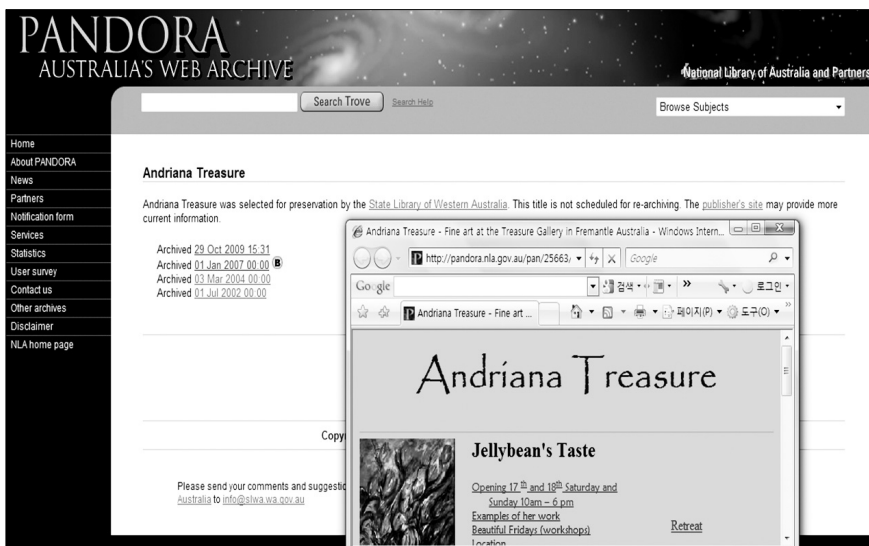 PANDORA
AUSTRALIA'S WEB ARCHIVE
National Library of Australia and Partners
Search Trove
Search Help
Browse Subjects
Home
About PANDORA
News
Partners
Notification form
Services
Statistics
User survey
Contact us
Other archives
Disclaimer
NLA home page
Andriana Treasure
Andriana Treasure was selected for preservation by the State Library of Western Australia. This title is not scheduled for re-archiving. The publisher's site may provide more
current information.
Archived 29 Oct 2009 15:31
Archived 01 Jan 2007 00:00 B
Archived 03 Mar 2004 00:00
Archived 01 Jul 2002 00:00
Please send your comments and
Australia to info@slwa.wa.gov.au
Andriana Treasure - Fine art at the Treasure Gallery in Fremantle Australia - Windows Intern...
P http://pandora.nla.gov.au/pan/25663/
Google
Google
검색
로그인
P Andriana Treasure - Fine art ...
페이지(P)
도구(O)
Andriana Treasure
Jellybean's Taste
Opening 17 th and 18th Saturday and
Sunday 10am – 6 pm
Examples of her work
Beautiful Fridays (workshops)
Location
Retreat